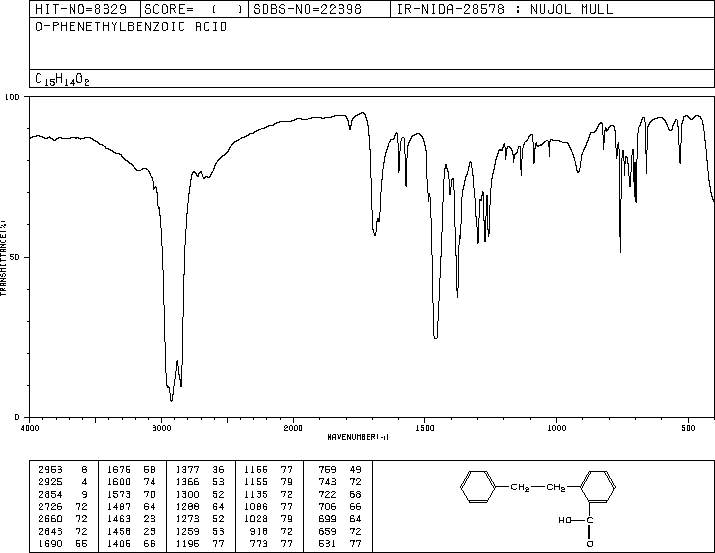 HIT-NO=8329 SCORE= ( ) SDBS-NO=22398 IR-NIDA-28578 : NUJOL MULL
O-PHENETHYLBENZOIC ACID
C15H14O2
100
50
0
TRANSMITTANCE(%)
4000 3000 2000 1500 1000 500
WAVENUMBER(-1)
2953 6 1676 58 1377 36 1166 77 759 49
2925 4 1600 74 1366 53 1155 79 743 72
2854 9 1573 70 1300 52 1135 72 722 68
2726 72 1487 64 1288 64 1086 77 706 66
2660 72 1463 23 1273 52 1028 79 699 64
2643 72 1458 23 1259 53 918 72 659 72
1690 55 1406 66 1195 77 773 77 531 77
CH2 CH2
HO C
O